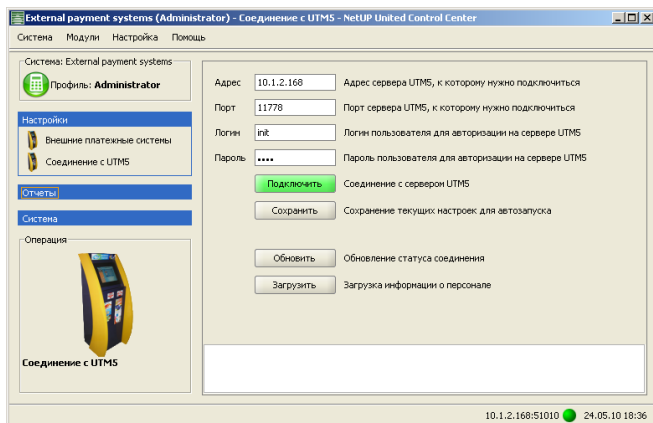 External payment systems (Administrator) - Соединение с UTM5 - NetUP United Control Center
Система Модули Настройка Помощь
Система: External payment systems
Профиль: Administrator
Настройки
Внешние платежные системы
Соединение с UTM5
Отчеты
Система
Операция
Соединение с UTM5
Адрес 10.1.2.168 Адрес сервера UTM5, к которому нужно подключиться
Порт 11778 Порт сервера UTM5, к которому нужно подключиться
Логин init Логин пользователя для авторизации на сервере UTM5
Пароль •••• Пароль пользователя для авторизации на сервере UTM5
Подключить Соединение с сервером UTM5
Сохранить Сохранение текущих настроек для автозапуска
Обновить Обновление статуса соединения
Загрузить Загрузка информации о персонале
10.1.2.168:51010 24.05.10 18:36